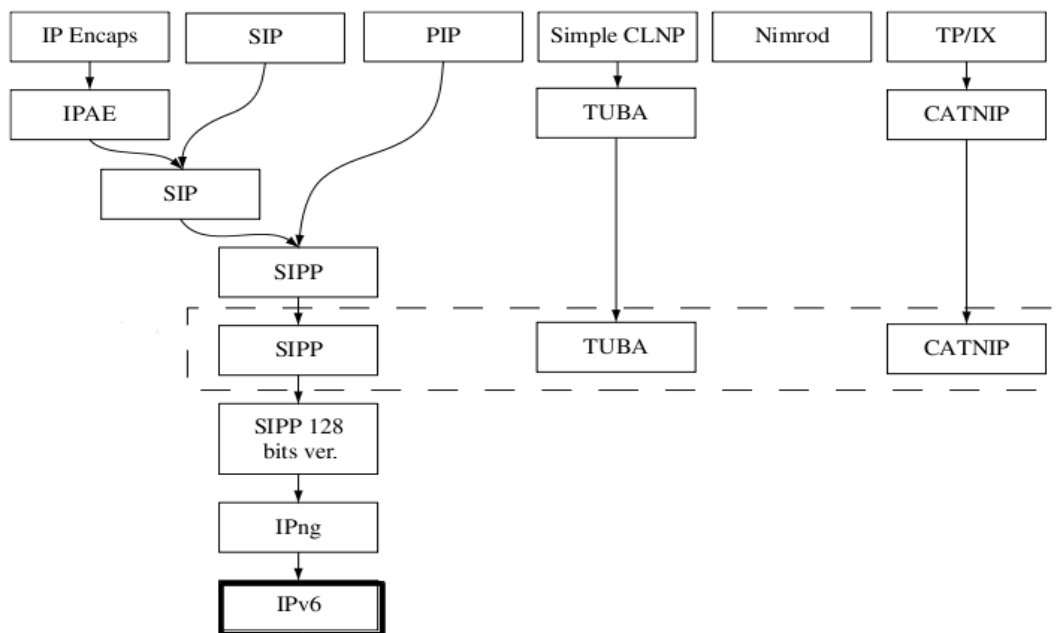 IP Encaps
SIP
PIP
Simple CLNP
Nimrod
TP/IX
IPAE
TUBA
CATNIP
SIP
SIPP
SIPP
TUBA
CATNIP
SIPP 128
bits ver.
IPng
IPv6